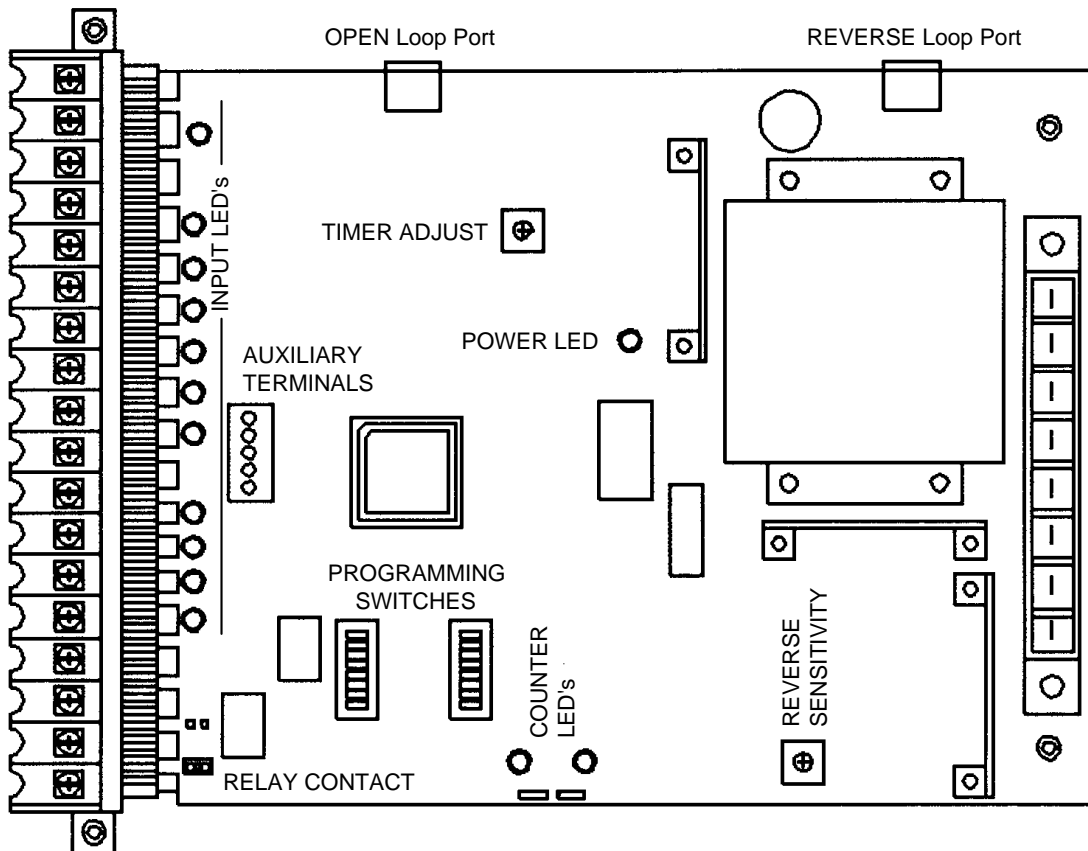 OPEN Loop Port
REVERSE Loop Port
INPUT LED's
TIMER ADJUST
POWER LED
AUXILIARY
TERMINALS
PROGRAMMING
SWITCHES
COUNTER
LED's
REVERSE
SENSITIVITY
RELAY CONTACT